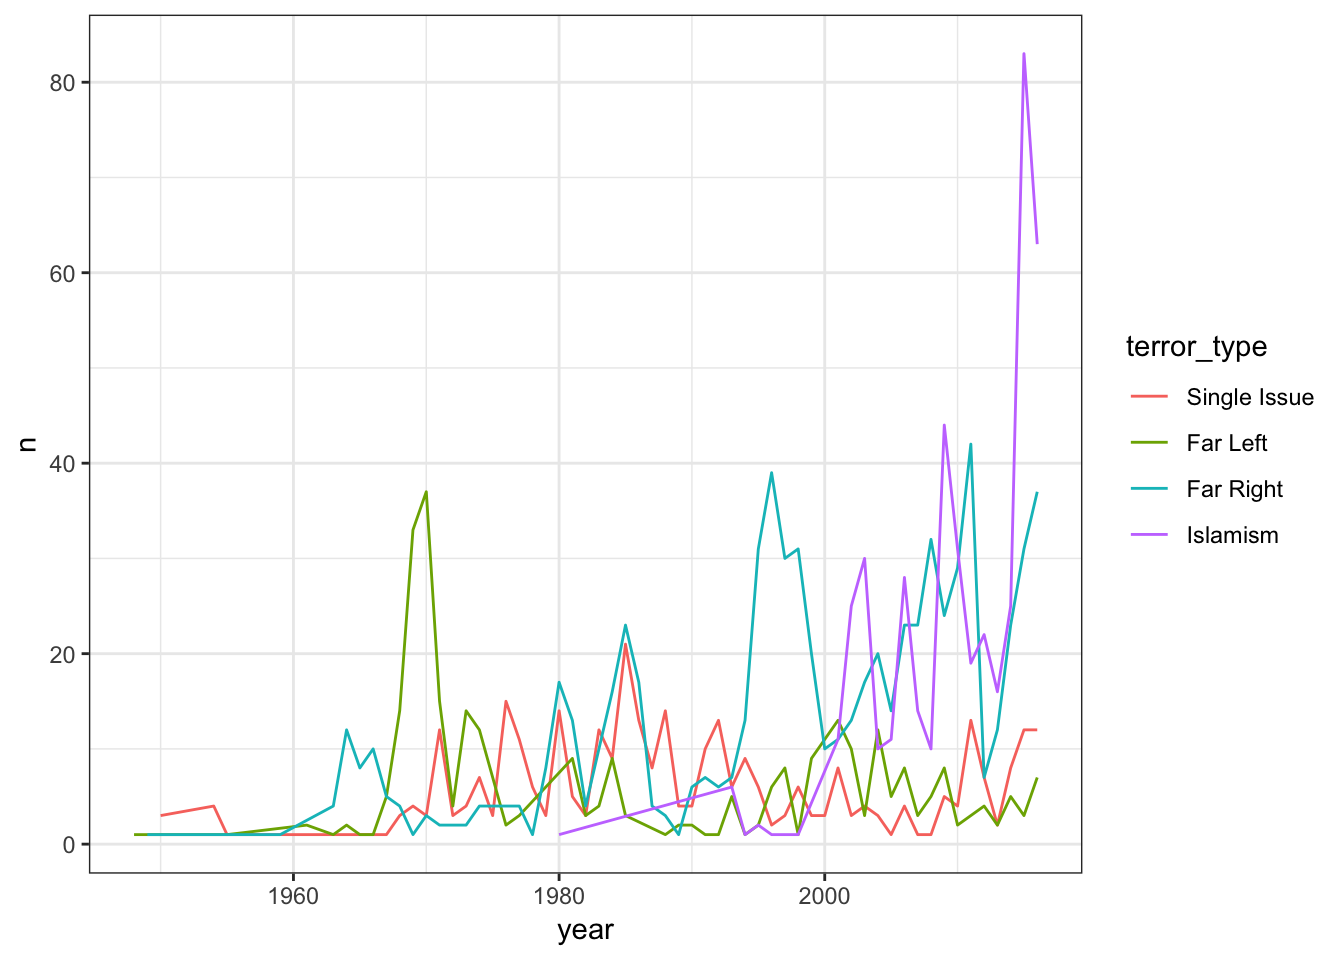 80
60
40
20
0
n
1960
1980
2000
year
terror_type
Single Issue
Far Left
Far Right
Islamism